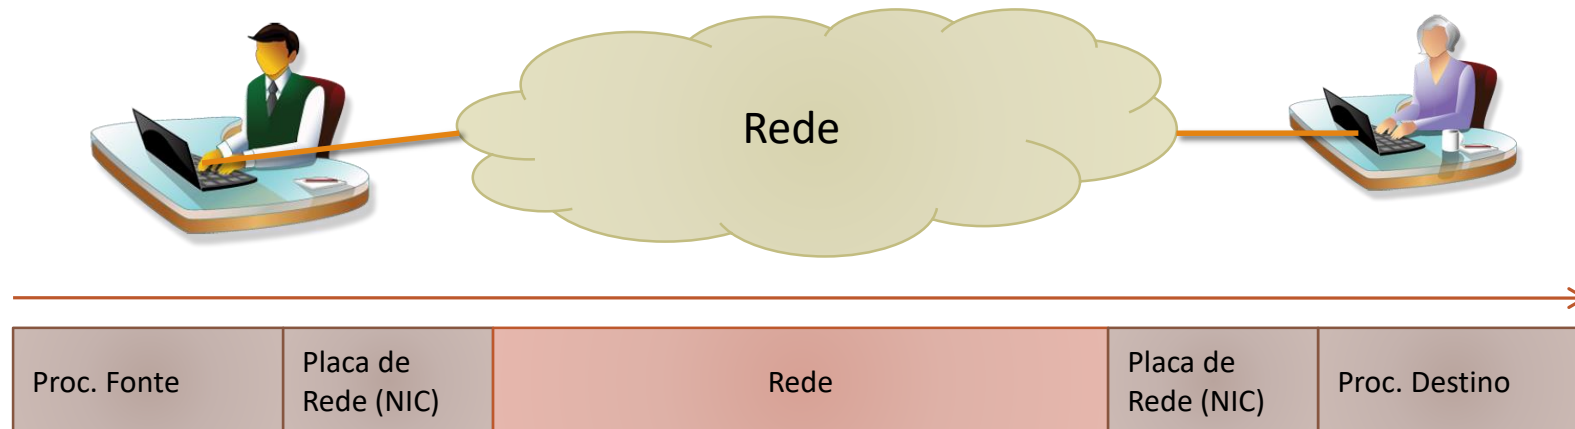 Rede
Proc. Fonte
Placa de
Rede (NIC)
Rede
Placa de
Rede (NIC)
Proc. Destino